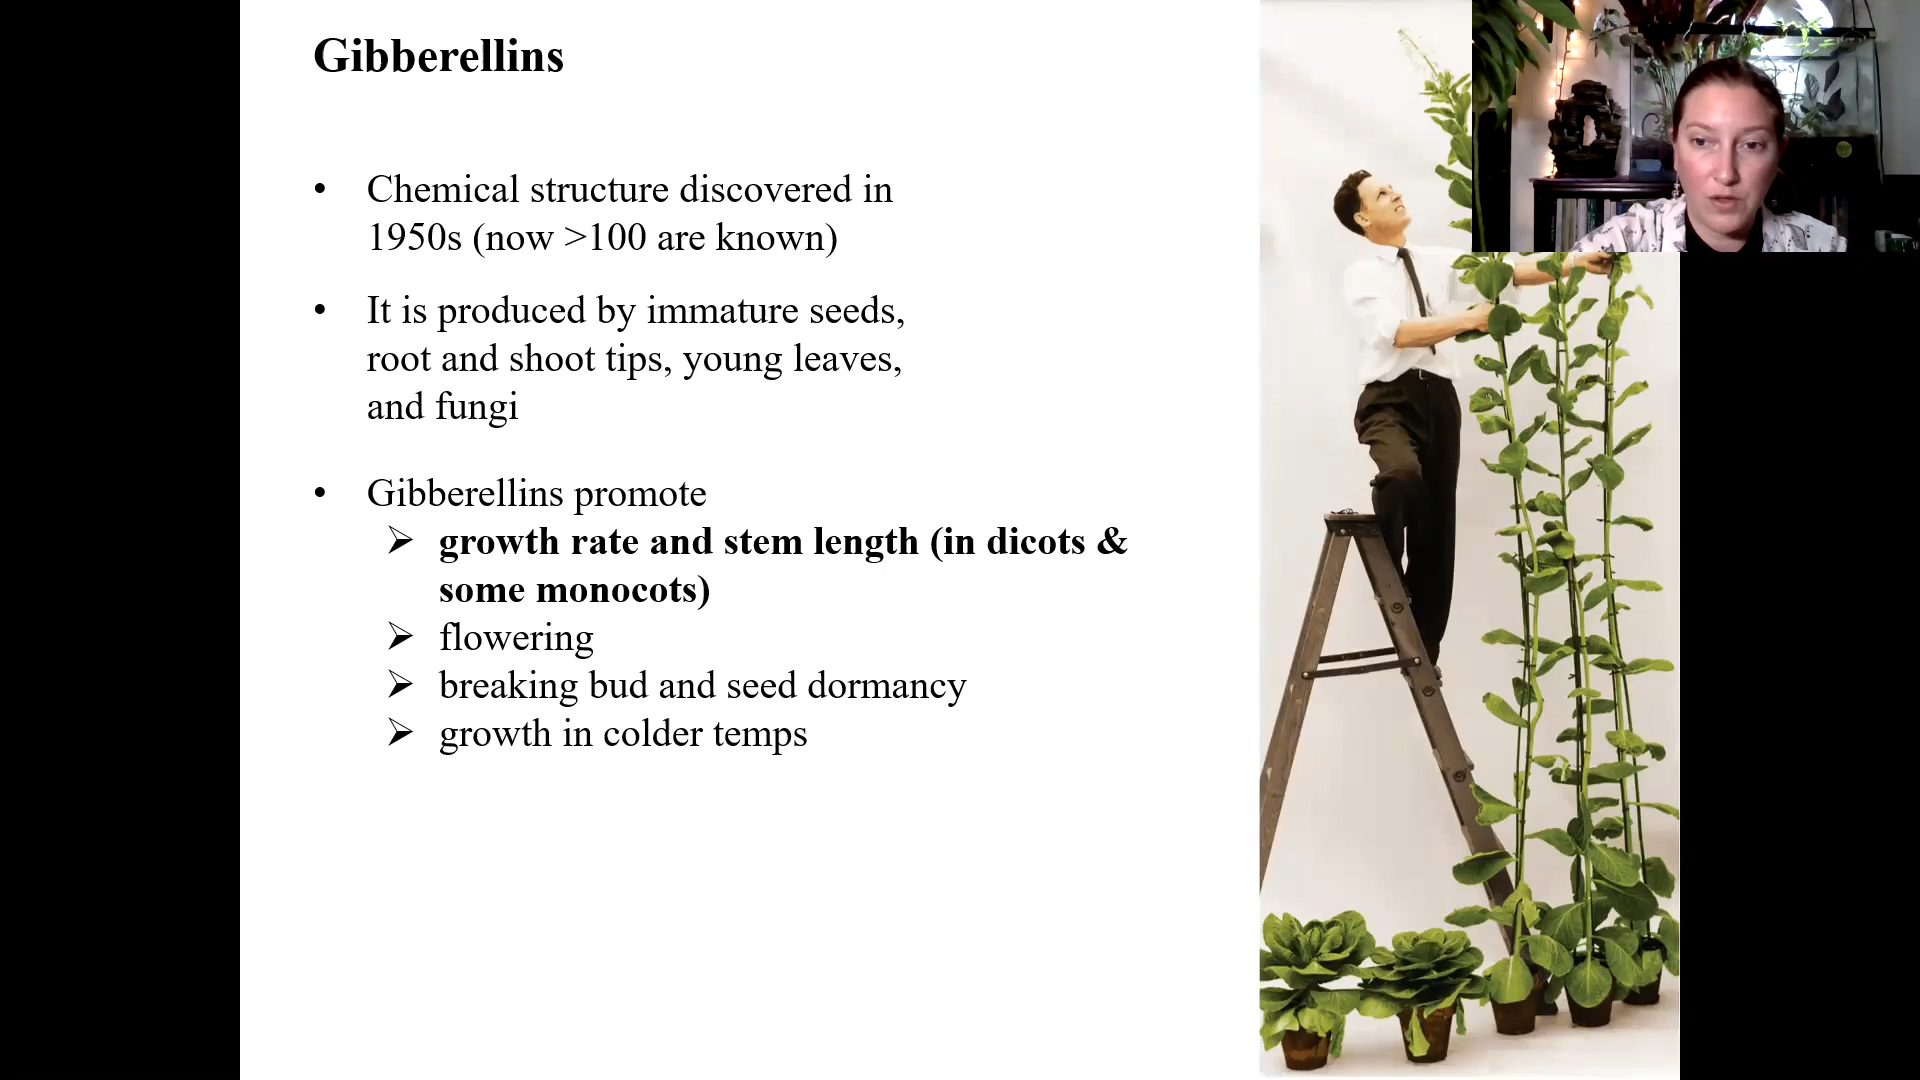 Gibberellins
• Chemical structure discovered in
1950s (now >100 are known)
• It is produced by immature seeds,
root and shoot tips, young leaves,
and fungi
• Gibberellins promote
➢ growth rate and stem length (in dicots &
some monocots)
➢ flowering
➢ breaking bud and seed dormancy
➢ growth in colder temps